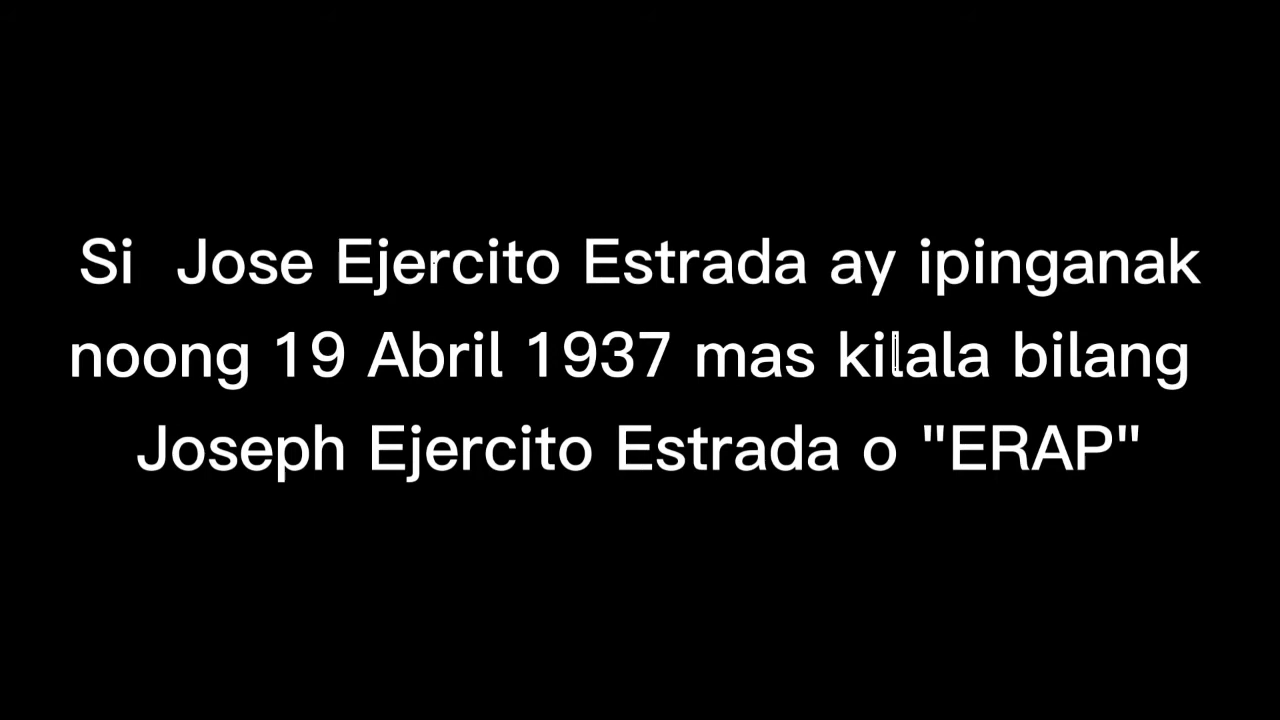 Si  Jose Ejercito Estrada ay ipinganak
noong 19 Abril 1937 mas kilala bilang
Joseph Ejercito Estrada o "ERAP"